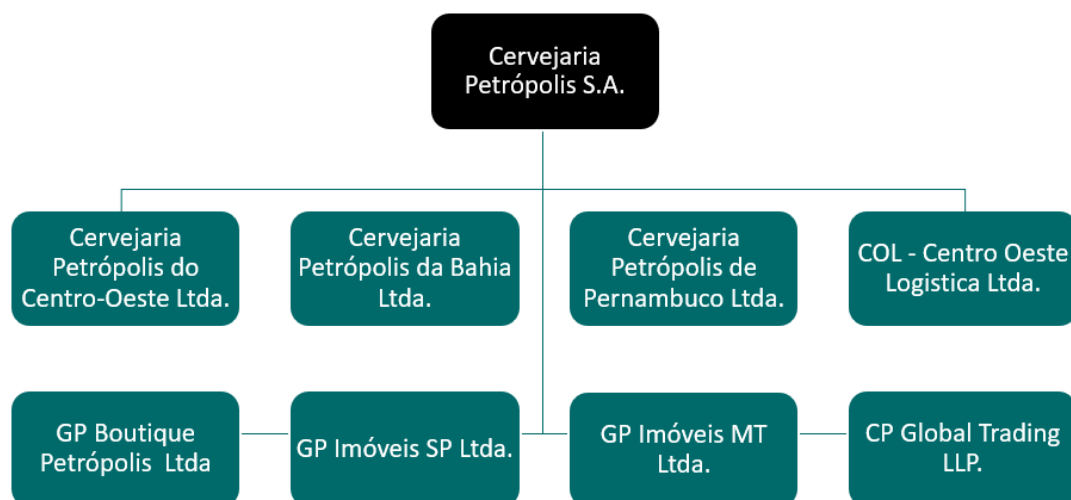 Cervejaria
Petrópolis S.A.
Cervejaria
Petrópolis do
Centro-Oeste Ltda.
Cervejaria
Petrópolis da Bahia
Ltda.
Cervejaria
Petrópolis de
Pernambuco Ltda.
COL - Centro Oeste
Logistica Ltda.
GP Boutique
Petrópolis Ltda
GP Imóveis SP Ltda.
GP Imóveis MT
Ltda.
CP Global Trading
LLP.